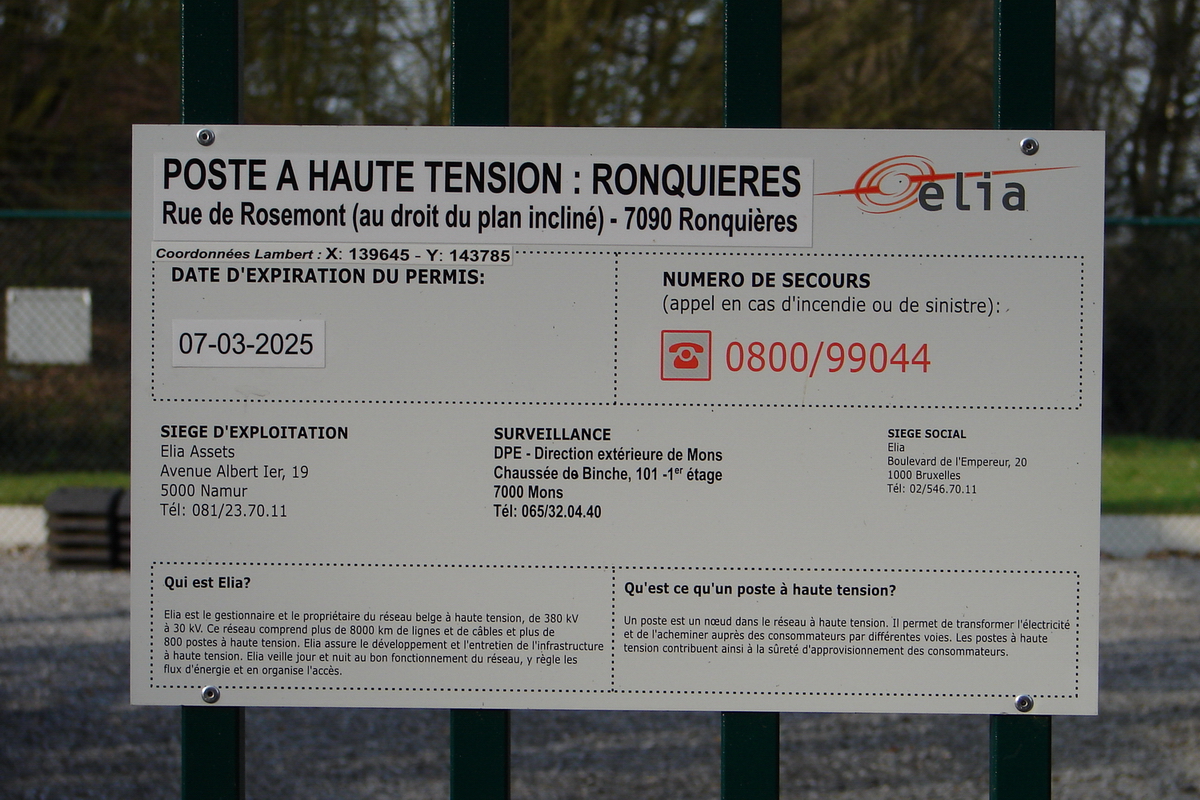 POSTE A HAUTE TENSION : RONQUIERES
Rue de Rosemont (au droit du plan incliné) - 7090 Ronquières
elia
Coordonnées Lambert : X: 139645 - Y: 143785
DATE D'EXPIRATION DU PERMIS:
07-03-2025
NUMERO DE SECOURS
(appel en cas d'incendie ou de sinistre):
0800/99044
SIEGE D'EXPLOITATION
Elia Assets
Avenue Albert Ier, 19
5000 Namur
Tél: 081/23.70.11
SURVEILLANCE
DPE - Direction extérieure de Mons
Chaussée de Binche, 101 -1er étage
7000 Mons
Tél: 065/32.04.40
SIEGE SOCIAL
Elia
Boulevard de l'Empereur, 20
1000 Bruxelles
Tél: 02/546.70.11
Qui est Elia?
Elia est le gestionnaire et le propriétaire du réseau belge à haute tension, de 380 kV
à 30 kV. Ce réseau comprend plus de 8000 km de lignes et de câbles et plus de
800 postes à haute tension. Elia assure le développement et l'entretien de l'infrastructure
à haute tension. Elia veille jour et nuit au bon fonctionnement du réseau, y règle les
flux d'énergie et en organise l'accès.
Qu'est ce qu'un poste à haute tension?
Un poste est un nœud dans le réseau à haute tension. Il permet de transformer l'électricité
et de l'acheminer auprès des consommateurs par différentes voies. Les postes à haute
tension contribuent ainsi à la sûreté d'approvisionnement des consommateurs.